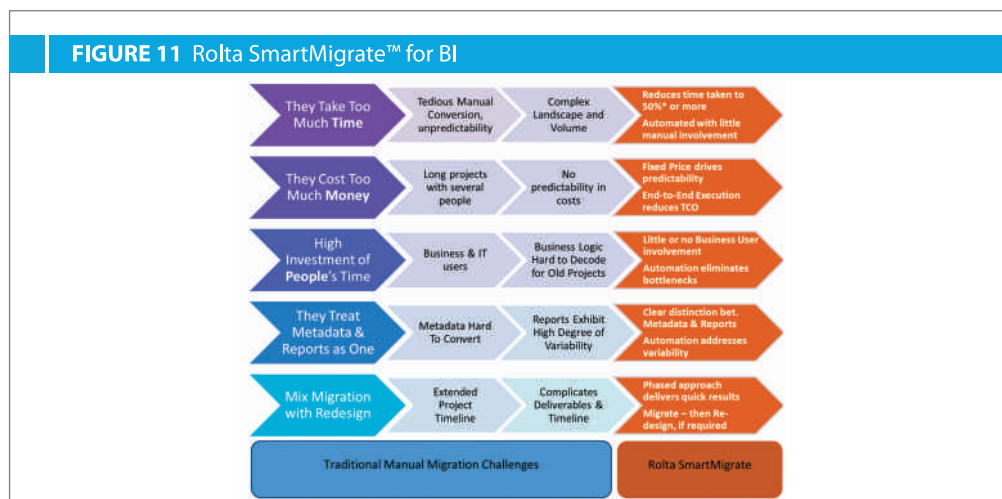 FIGURE 11 Rolta SmartMigrate™ for BI
They Take Too
Much Time
Tedious Manual
Conversion,
unpredictability
Complex
Landscape and
Volume
Reduces time taken to
50%* or more
Automated with little
manual involvement
They Cost Too
Much Money
Long projects
with several
people
No
predictability in
costs
Fixed Price drives
predictability
End-to-End Execution
reduces TCO
High
Investment of
People's Time
Business & IT
users
Business Logic
Hard to Decode
for Old Projects
Little or no Business User
involvement
Automation eliminates
bottlenecks
They Treat
Metadata &
Reports as One
Metadata Hard
To Convert
Reports Exhibit
High Degree of
Variability
Clear distinction bet.
Metadata & Reports
Automation addresses
variability
Mix Migration
with Redesign
Extended
Project
Timeline
Complicates
Deliverables &
Timeline
Phased approach
delivers quick results
Migrate – then Re-
design, if required
Traditional Manual Migration Challenges
Rolta SmartMigrate